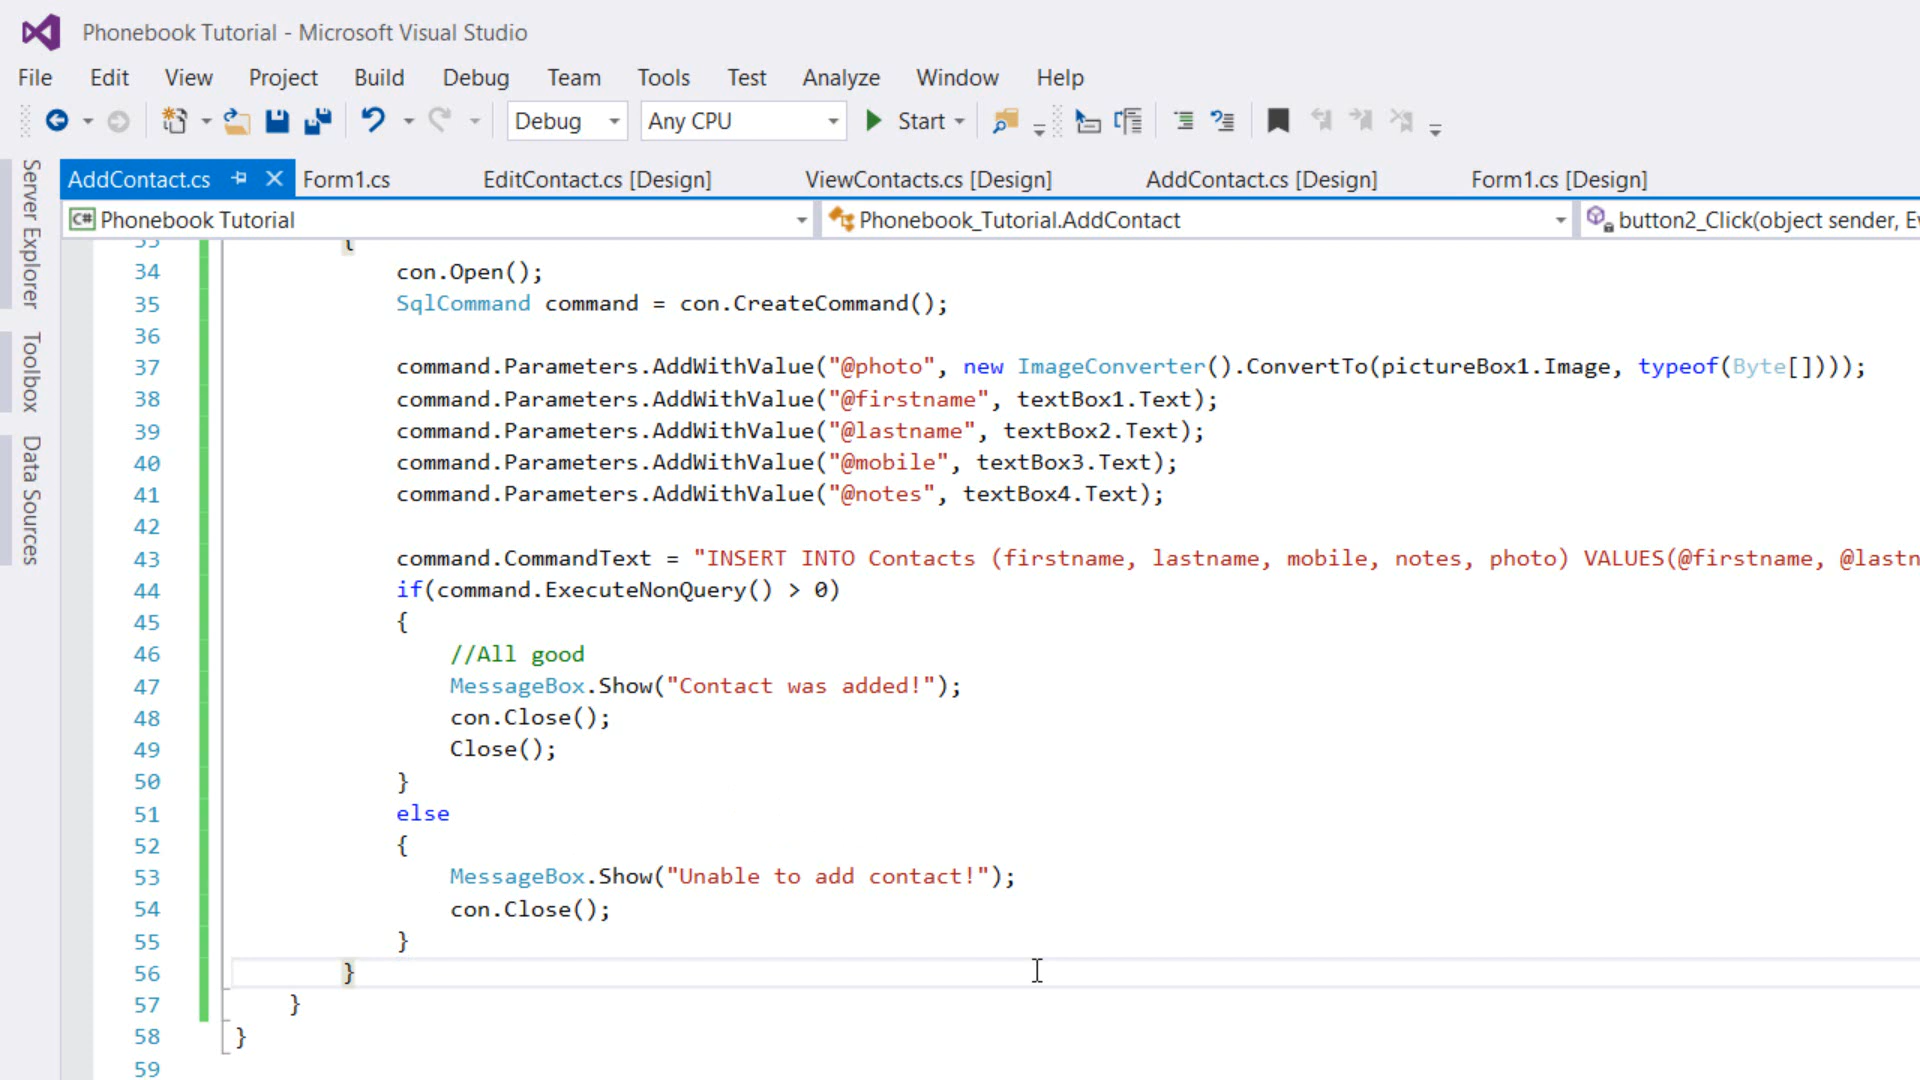 Phonebook Tutorial - Microsoft Visual Studio
File Edit View Project Build Debug Team Tools Test Analyze Window Help
Debug Any CPU Start
Server Explorer
Toolbox
Data Sources
AddContact.cs Form1.cs EditContact.cs [Design] ViewContacts.cs [Design] AddContact.cs [Design] Form1.cs [Design]
C# Phonebook Tutorial Phonebook_Tutorial.AddContact button2_Click(object sender, Ev
33 {
34 con.Open();
35 SqlCommand command = con.CreateCommand();
36
37 command.Parameters.AddWithValue("@photo", new ImageConverter().ConvertTo(pictureBox1.Image, typeof(Byte[])));
38 command.Parameters.AddWithValue("@firstname", textBox1.Text);
39 command.Parameters.AddWithValue("@lastname", textBox2.Text);
40 command.Parameters.AddWithValue("@mobile", textBox3.Text);
41 command.Parameters.AddWithValue("@notes", textBox4.Text);
42
43 command.CommandText = "INSERT INTO Contacts (firstname, lastname, mobile, notes, photo) VALUES(@firstname, @lastn
44 if(command.ExecuteNonQuery() > 0)
45 {
46 //All good
47 MessageBox.Show("Contact was added!");
48 con.Close();
49 Close();
50 }
51 else
52 {
53 MessageBox.Show("Unable to add contact!");
54 con.Close();
55 }
56 }
57 }
58 }
59